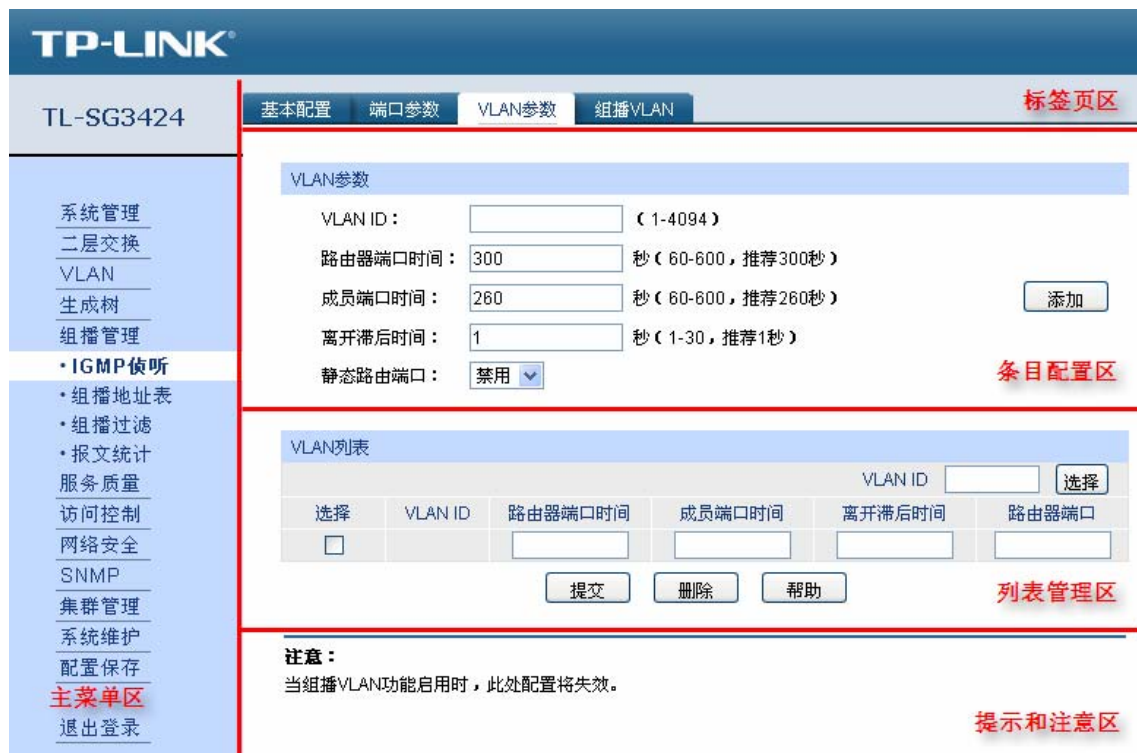 TP-LINK®
TL-SG3424
基本配置 端口参数 VLAN参数 组播VLAN 标签页区
系统管理
二层交换
VLAN
生成树
组播管理
·IGMP侦听
·组播地址表
·组播过滤
·报文统计
服务质量
访问控制
网络安全
SNMP
集群管理
系统维护
配置保存
主菜单区
退出登录
VLAN参数
VLAN ID： （1-4094）
路由器端口时间： 300 秒（60-600，推荐300秒）
成员端口时间： 260 秒（60-600，推荐260秒） 添加
离开滞后时间： 1 秒（1-30，推荐1秒）
静态路由端口： 禁用 条目配置区
VLAN列表
VLAN ID 选择
选择 VLAN ID 路由器端口时间 成员端口时间 离开滞后时间 路由器端口
提交 删除 帮助 列表管理区
注意：
当组播VLAN功能启用时，此处配置将失效。
提示和注意区